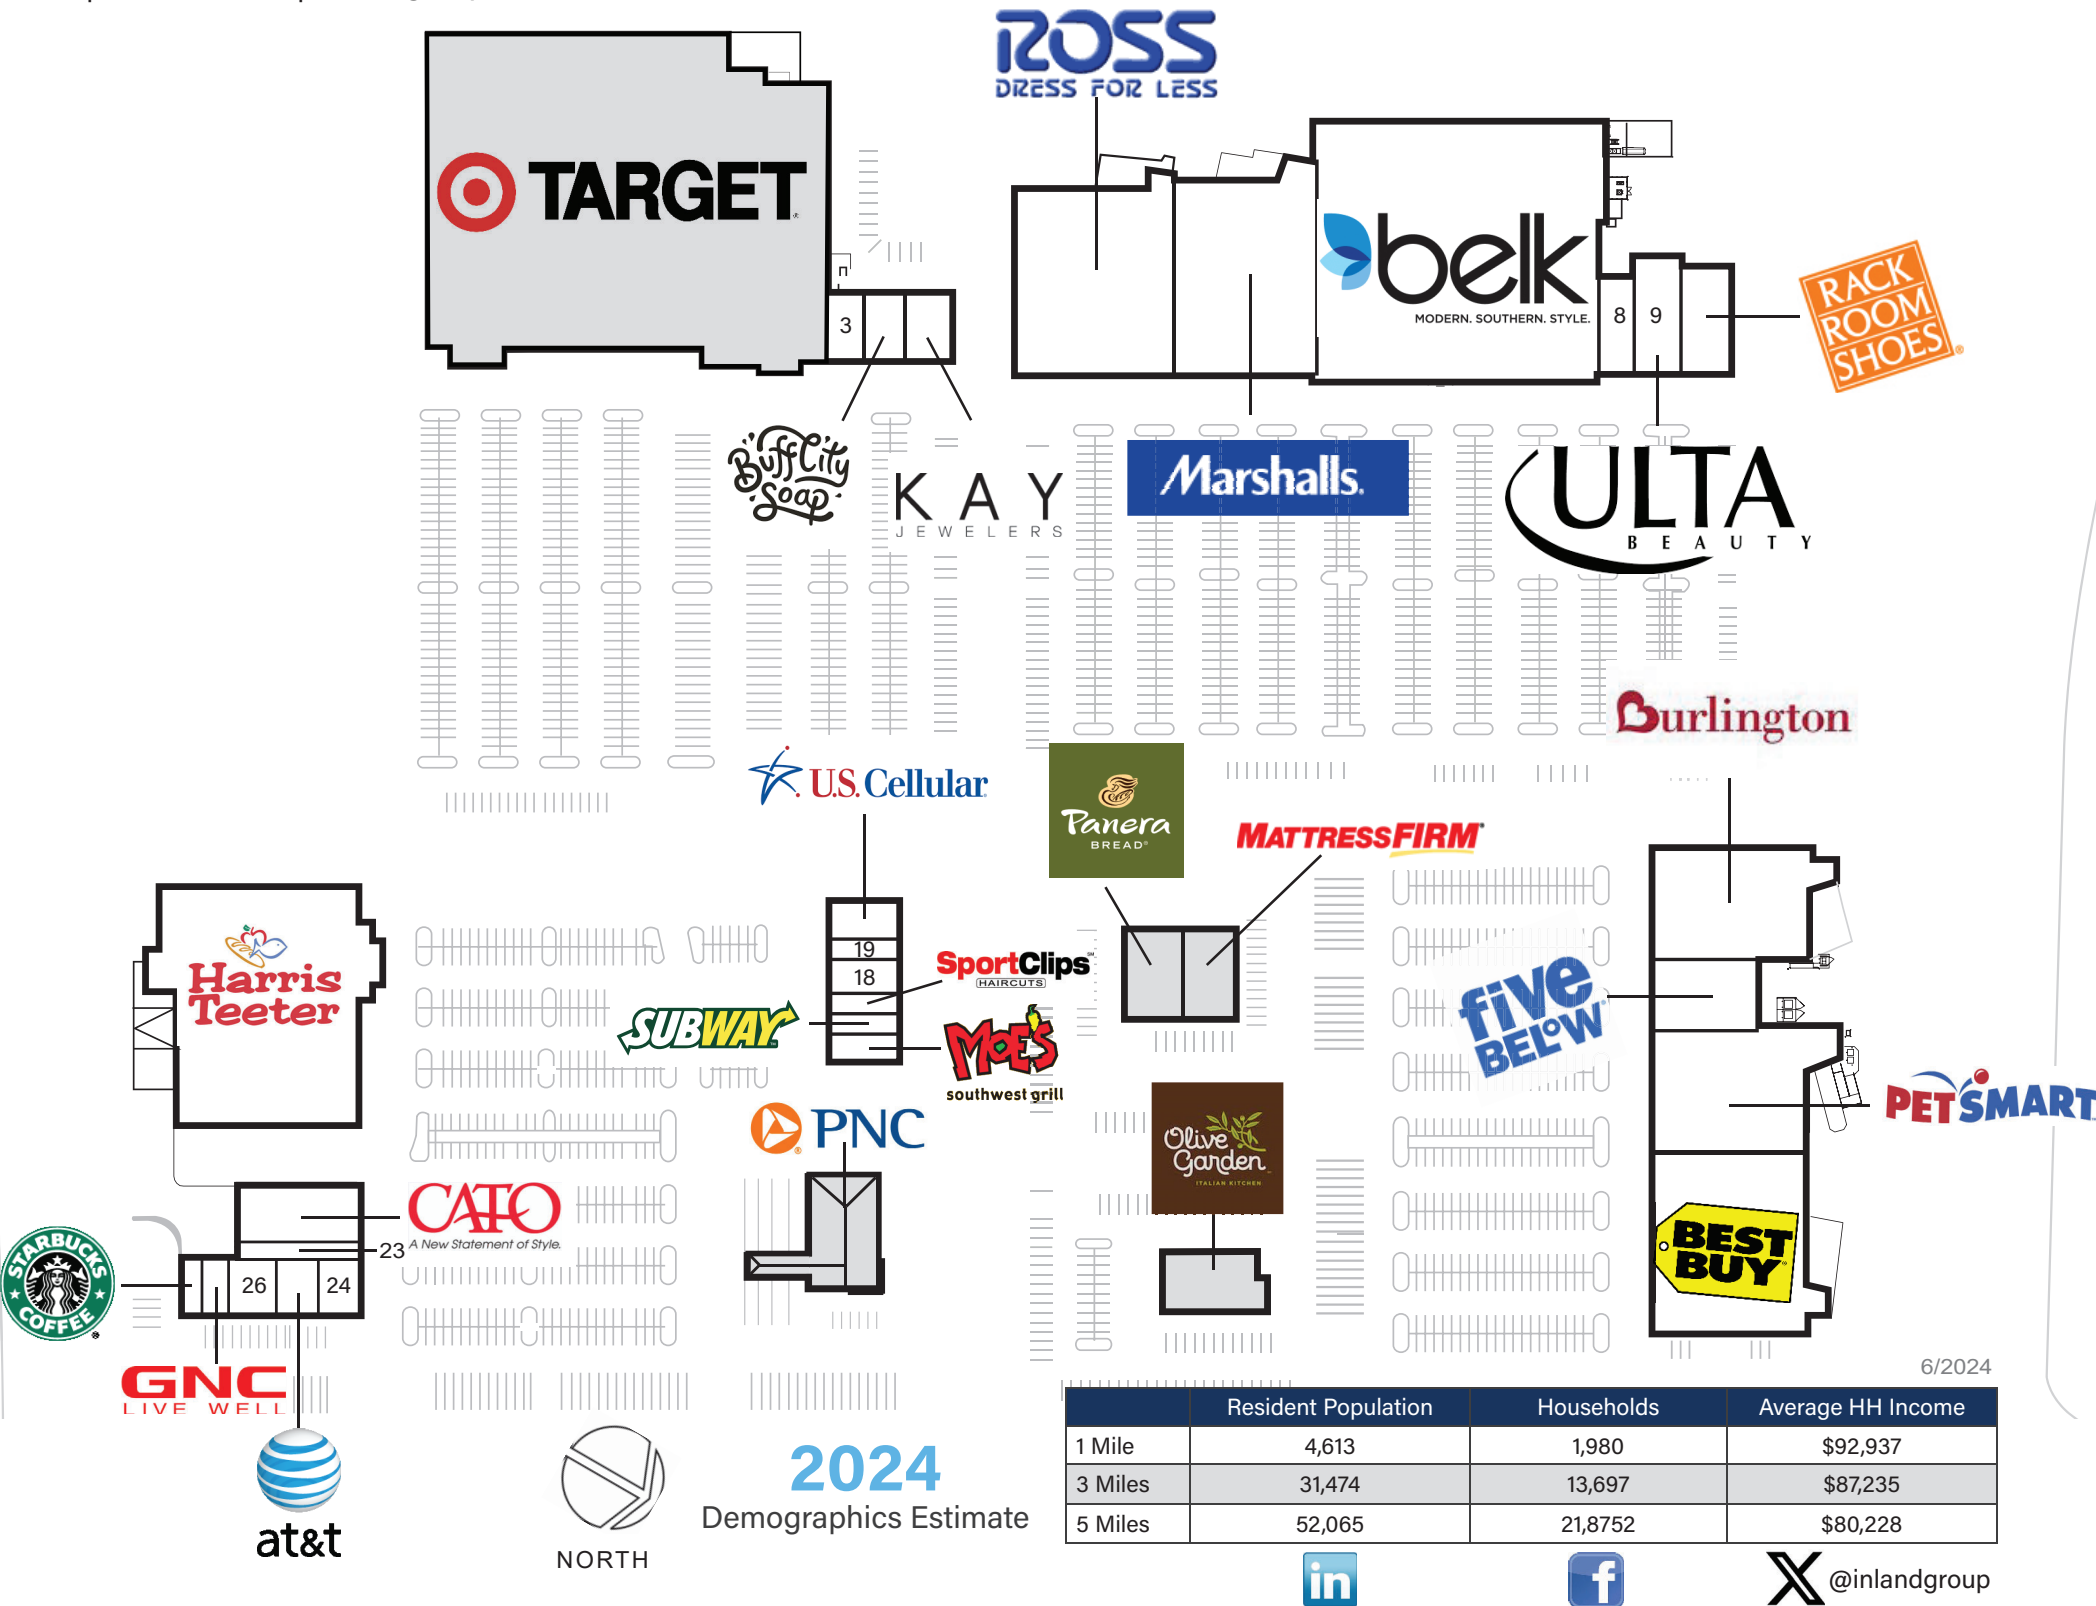 ROSS
DRESS FOR LESS
TARGET
belk
MODERN. SOUTHERN. STYLE.
3
8
9
RACK
ROOM
SHOES
Buff City
Soap
KAY
JEWELERS
Marshalls.
ULTA
BEAUTY
Burlington
U.S. Cellular
Panera
BREAD
MATTRESSFIRM
Harris
Teeter
19
18
SportClips
HAIRCUTS
SUBWAY
MOE'S
southwest grill
five
BELOW
PETSMART
PNC
Olive
Garden
ITALIAN KITCHEN
CATO
A New Statement of Style.
23
STARBUCKS
COFFEE
26
24
BEST
BUY
GNC
LIVE WELL
at&t
NORTH
2024
Demographics Estimate
6/2024
Resident Population Households Average HH Income
1 Mile 4,613 1,980 $92,937
3 Miles 31,474 13,697 $87,235
5 Miles 52,065 21,8752 $80,228
in
f
X @inlandgroup